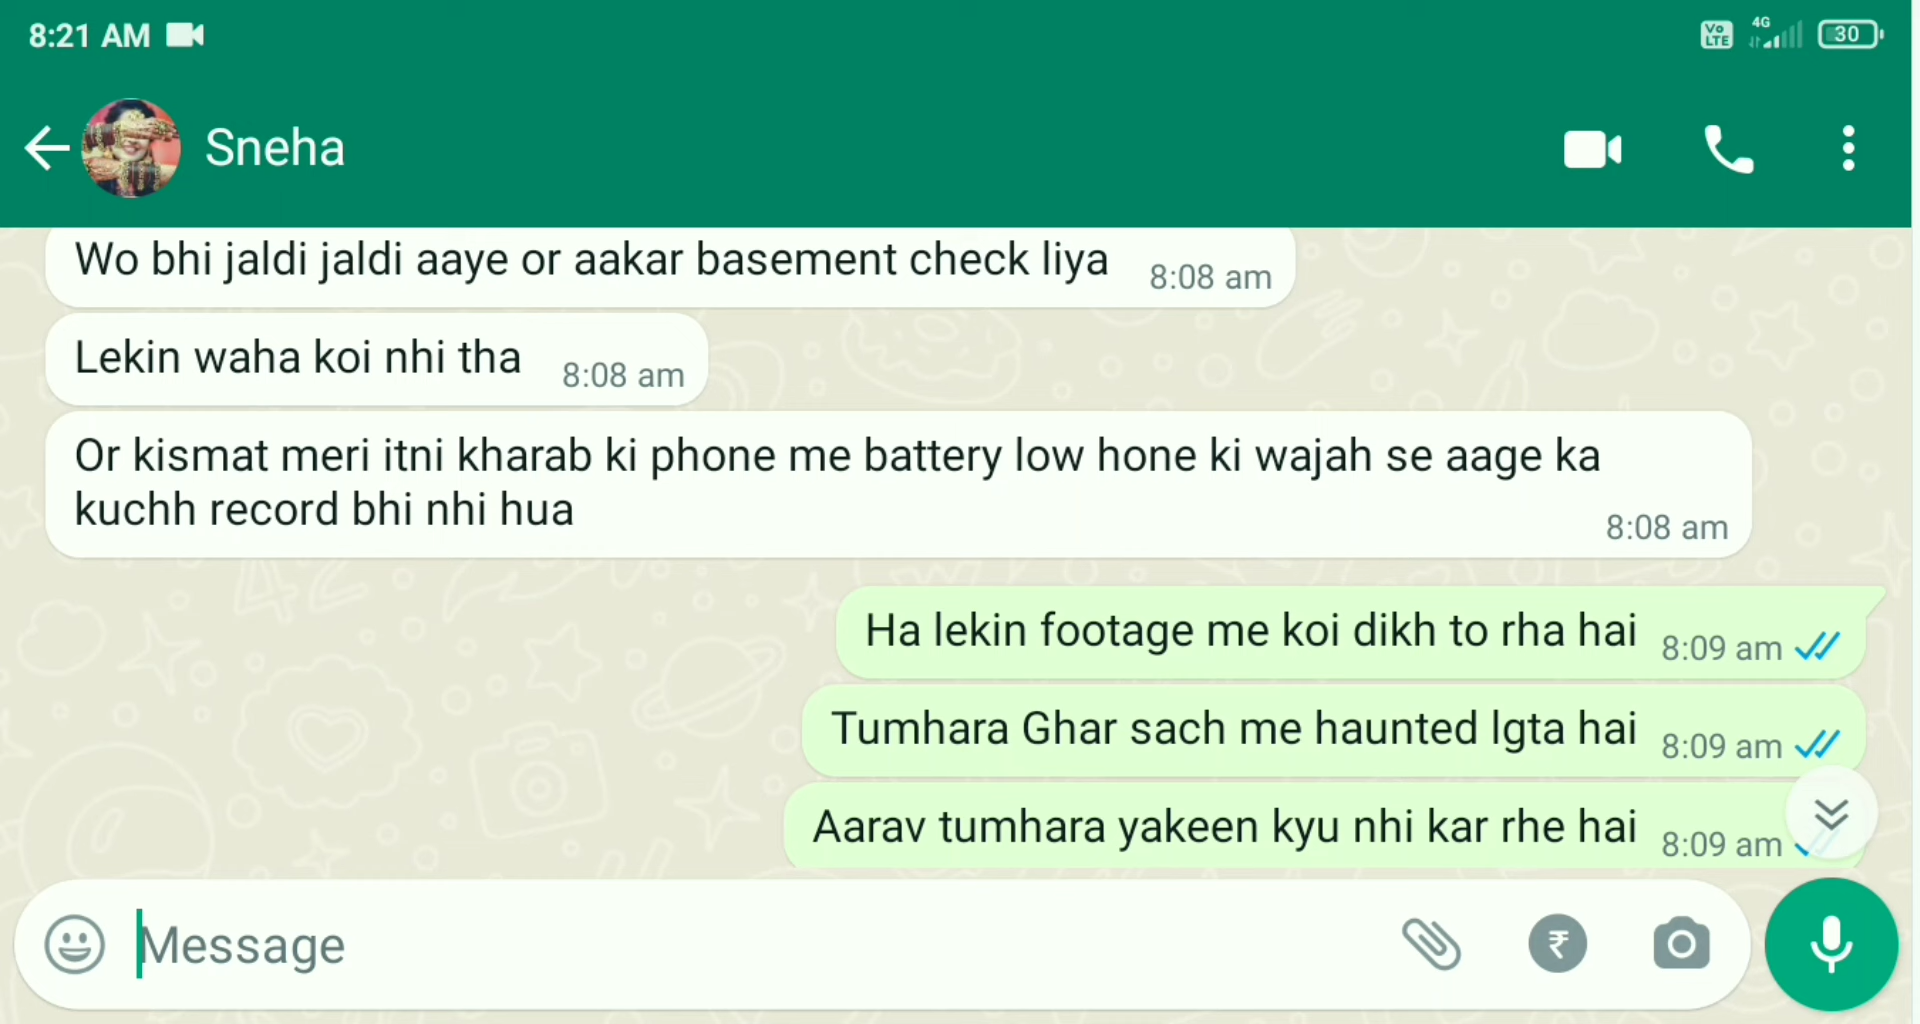 8:21 AM
Vo LTE 4G 30
Sneha
Wo bhi jaldi jaldi aaye or aakar basement check liya 8:08 am
Lekin waha koi nhi tha 8:08 am
Or kismat meri itni kharab ki phone me battery low hone ki wajah se aage ka
kuchh record bhi nhi hua
8:08 am
Ha lekin footage me koi dikh to rha hai 8:09 am
Tumhara Ghar sach me haunted lgta hai 8:09 am
Aarav tumhara yakeen kyu nhi kar rhe hai 8:09 am
Message ₹